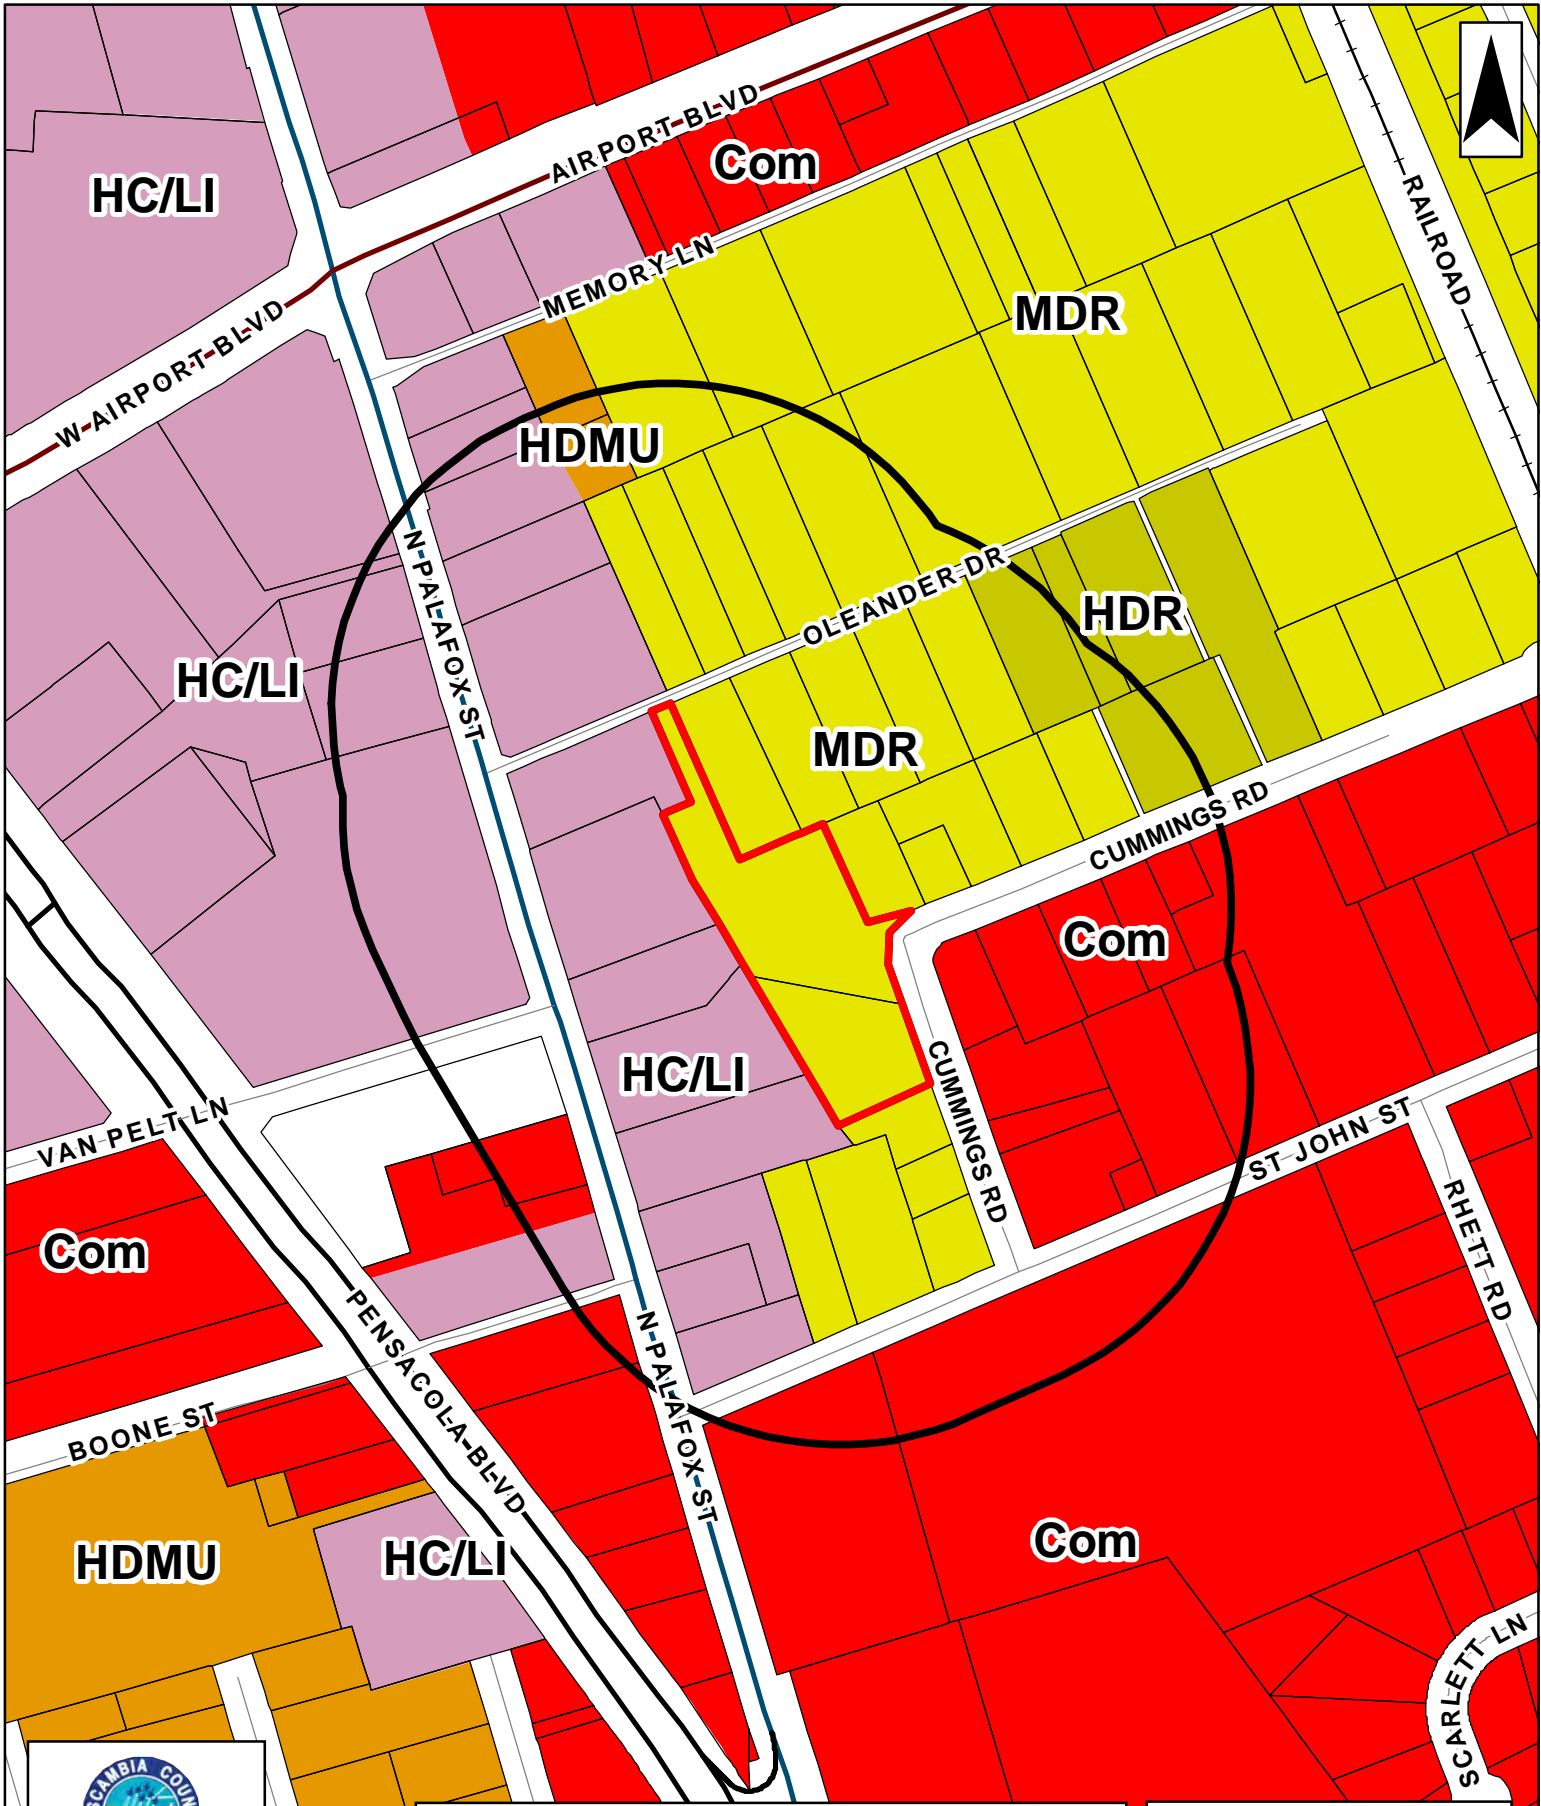 AIRPORT BLVD
Com
HC/LI
RAILROAD
MEMORY LN
MDR
W AIRPORT BLVD
HDMU
N PALAFOX ST
OLEANDER DR
HDR
HC/LI
MDR
CUMMINGS RD
Com
HC/LI
CUMMINGS RD
VAN PELT LN
ST JOHN ST
RHETT RD
Com
PENSACOLA BLVD
N PALAFOX ST
BOONE ST
HDMU
HC/LI
Com
SCARLETT LN